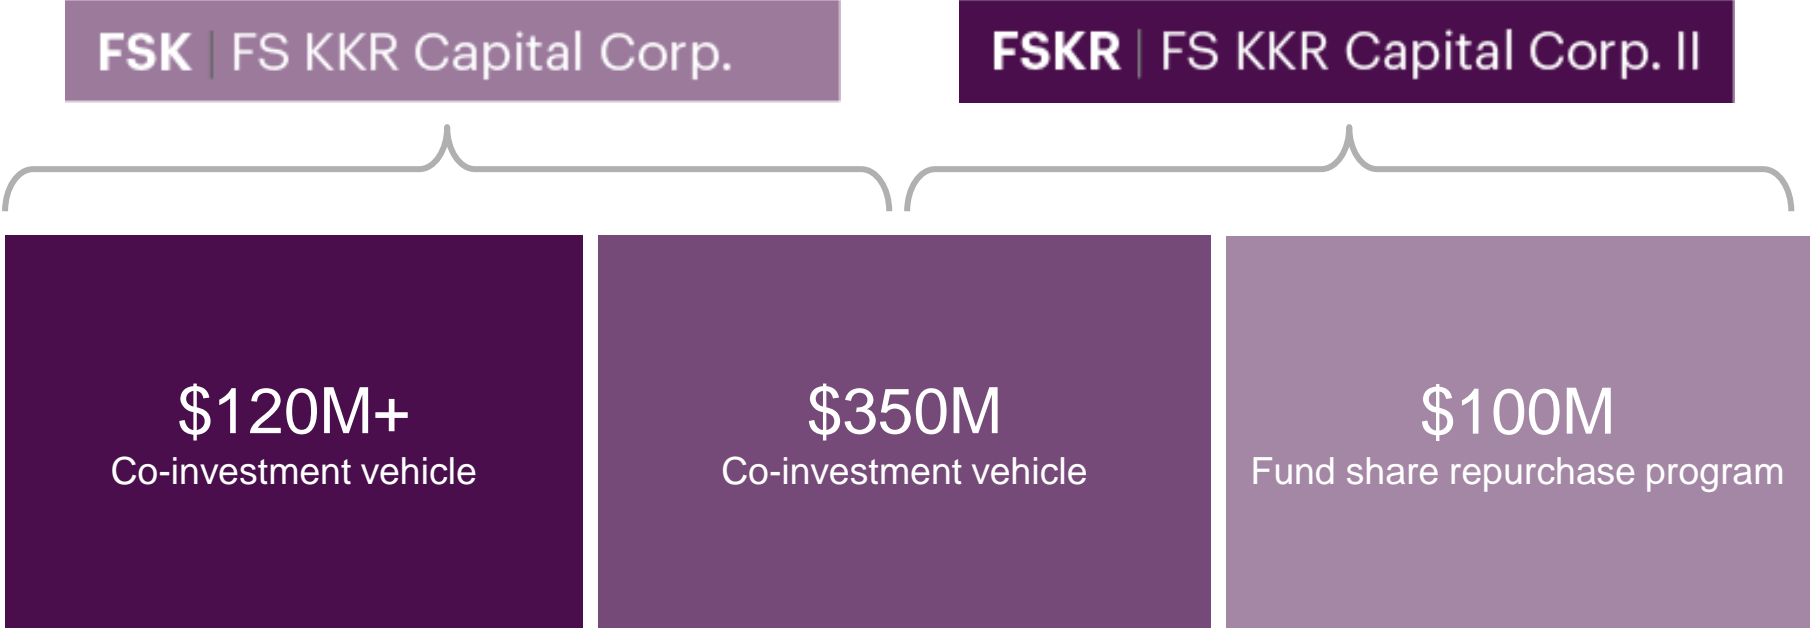 FSK | FS KKR Capital Corp.
FSKR | FS KKR Capital Corp. II
$120M+
Co-investment vehicle
$350M
Co-investment vehicle
$100M
Fund share repurchase program